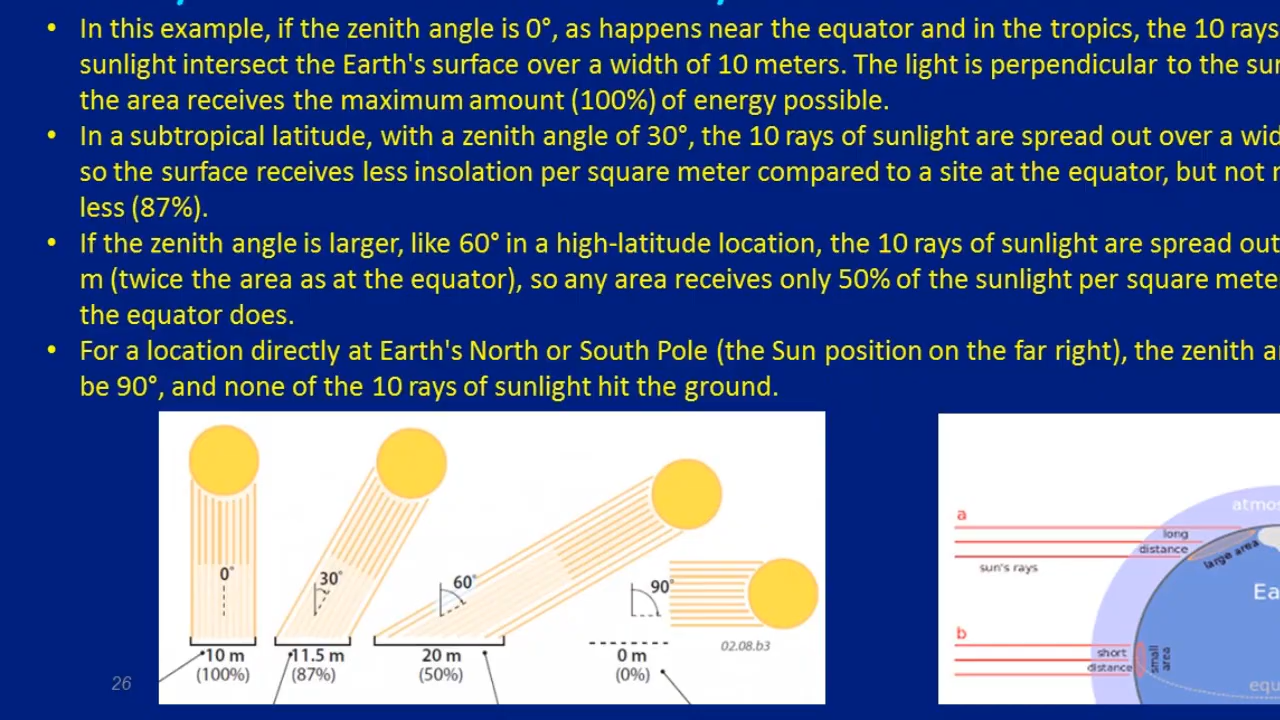 • In this example, if the zenith angle is 0°, as happens near the equator and in the tropics, the 10 rays
sunlight intersect the Earth's surface over a width of 10 meters. The light is perpendicular to the sur
the area receives the maximum amount (100%) of energy possible.
• In a subtropical latitude, with a zenith angle of 30°, the 10 rays of sunlight are spread out over a wid
so the surface receives less insolation per square meter compared to a site at the equator, but not
less (87%).
• If the zenith angle is larger, like 60° in a high-latitude location, the 10 rays of sunlight are spread out
m (twice the area as at the equator), so any area receives only 50% of the sunlight per square mete
the equator does.
• For a location directly at Earth's North or South Pole (the Sun position on the far right), the zenith a
be 90°, and none of the 10 rays of sunlight hit the ground.
0° 30° 60° 90°
02.08.b3
10 m 11.5 m 20 m 0 m
(100%) (87%) (50%) (0%)
26
atmos
a
long
distance
large area
sun's rays
Ea
b
short
distance
small
area
equ